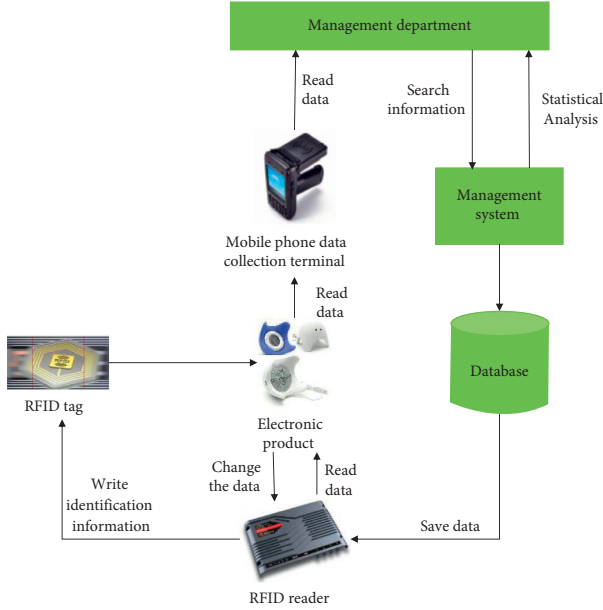 Management department
Read
data
Search
information
Statistical
Analysis
Management
system
Mobile phone data
collection terminal
Read
data
Database
RFID tag
Electronic
product
Change
the data
Read
data
Write
identification
information
Save data
RFID reader